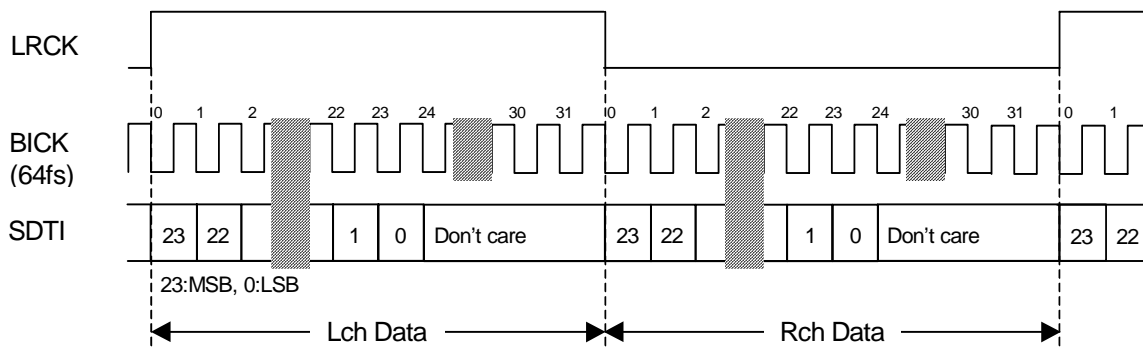 LRCK
0 1 2 22 23 24 30 31 0 1 2 22 23 24 30 31 0 1
BICK
(64fs)
SDTI 23 22 1 0 Don't care 23 22 1 0 Don't care 23 22
23:MSB, 0:LSB
Lch Data Rch Data